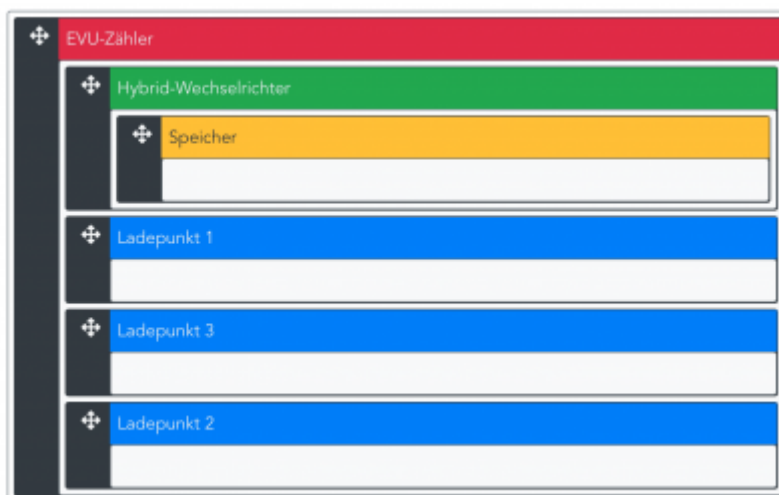 EVU-Zähler
Hybrid-Wechselrichter
Speicher
Ladepunkt 1
Ladepunkt 3
Ladepunkt 2